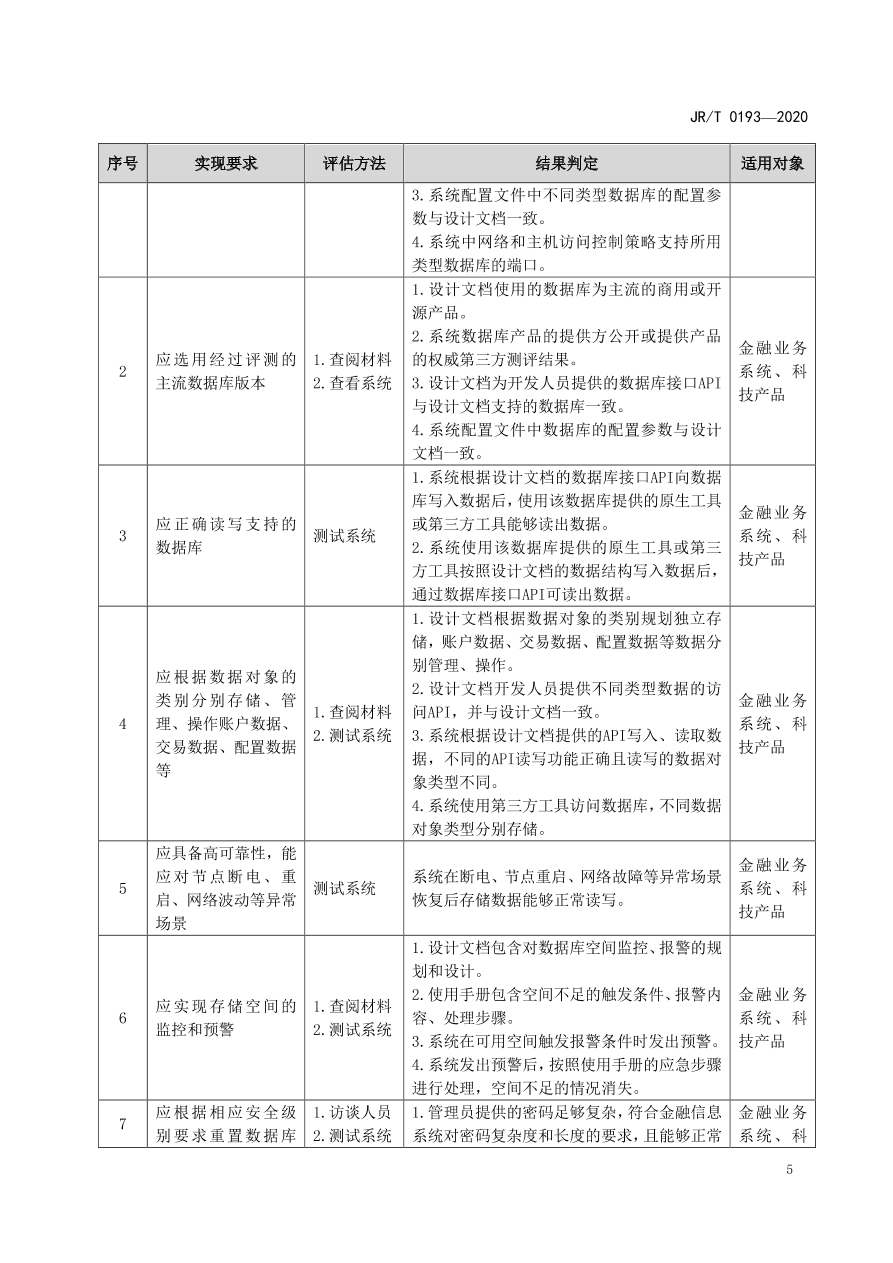 JR/T 0193—2020
序号 实现要求 评估方法 结果判定 适用对象
3.系统配置文件中不同类型数据库的配置参
数与设计文档一致。
4.系统中网络和主机访问控制策略支持所用
类型数据库的端口。
2
应选用经过评测的
主流数据库版本
1.查阅材料
2.查看系统
1.设计文档使用的数据库为主流的商用或开
源产品。
2.系统数据库产品的提供方公开或提供产品
的权威第三方测评结果。
3.设计文档为开发人员提供的数据库接口API
与设计文档支持的数据库一致。
4.系统配置文件中数据库的配置参数与设计
文档一致。
金融业务
系统、科
技产品
3
应正确读写支持的
数据库
测试系统
1.系统根据设计文档的数据库接口API向数据
库写入数据后，使用该数据库提供的原生工具
或第三方工具能够读出数据。
2.系统使用该数据库提供的原生工具或第三
方工具按照设计文档的数据结构写入数据后，
通过数据库接口API可读出数据。
金融业务
系统、科
技产品
4
应根据数据对象的
类别分别存储、管
理、操作账户数据、
交易数据、配置数据
等
1.查阅材料
2.测试系统
1.设计文档根据数据对象的类别规划独立存
储，账户数据、交易数据、配置数据等数据分
别管理、操作。
2.设计文档开发人员提供不同类型数据的访
问API，并与设计文档一致。
3.系统根据设计文档提供的API写入、读取数
据，不同的API读写功能正确且读写的数据对
象类型不同。
4.系统使用第三方工具访问数据库，不同数据
对象类型分别存储。
金融业务
系统、科
技产品
5
应具备高可靠性，能
应对节点断电、重
启、网络波动等异常
场景
测试系统
系统在断电、节点重启、网络故障等异常场景
恢复后存储数据能够正常读写。
金融业务
系统、科
技产品
6
应实现存储空间的
监控和预警
1.查阅材料
2.测试系统
1.设计文档包含对数据库空间监控、报警的规
划和设计。
2.使用手册包含空间不足的触发条件、报警内
容、处理步骤。
3.系统在可用空间触发报警条件时发出预警。
4.系统发出预警后，按照使用手册的应急步骤
进行处理，空间不足的情况消失。
金融业务
系统、科
技产品
7
应根据相应安全级
别要求重置数据库
1.访谈人员
2.测试系统
1.管理员提供的密码足够复杂，符合金融信息
系统对密码复杂度和长度的要求，且能够正常
金融业务
系统、科
5